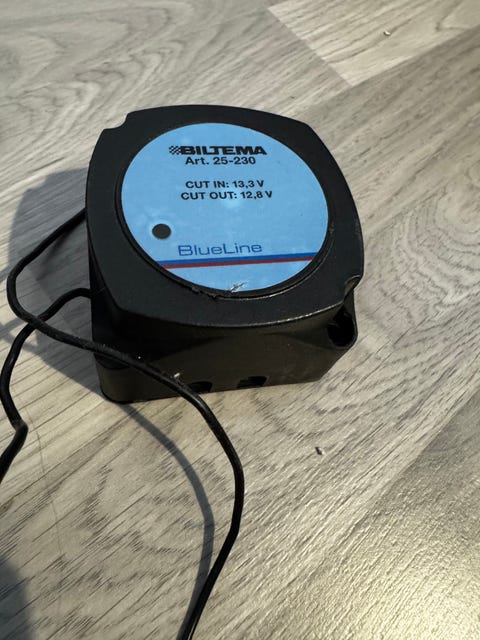 BILTEMA
Art. 25-230
CUT IN: 13,3 V
CUT OUT: 12,8 V
BlueLine